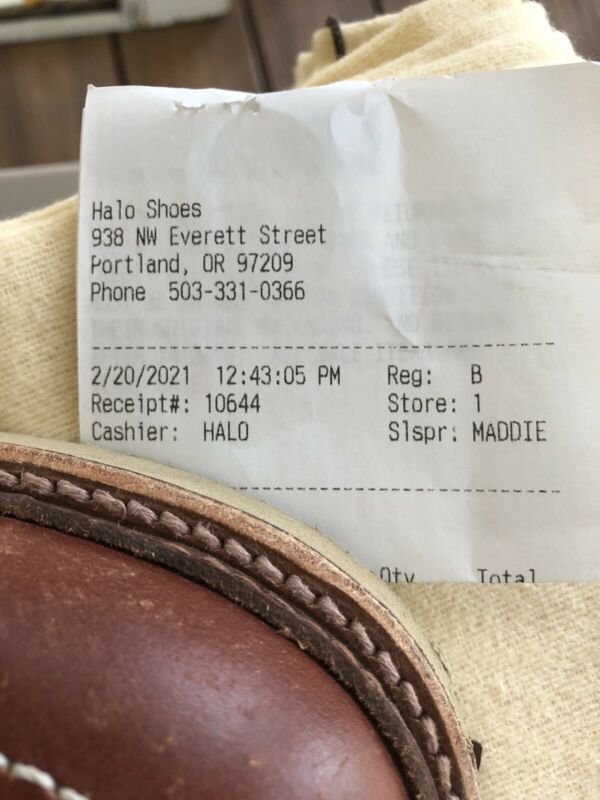 Halo Shoes
938 NW Everett Street
Portland, OR 97209
Phone 503-331-0366
2/20/2021 12:43:05 PM Reg: B
Receipt#: 10644 Store: 1
Cashier: HALO Slspr: MADDIE
Qty Total